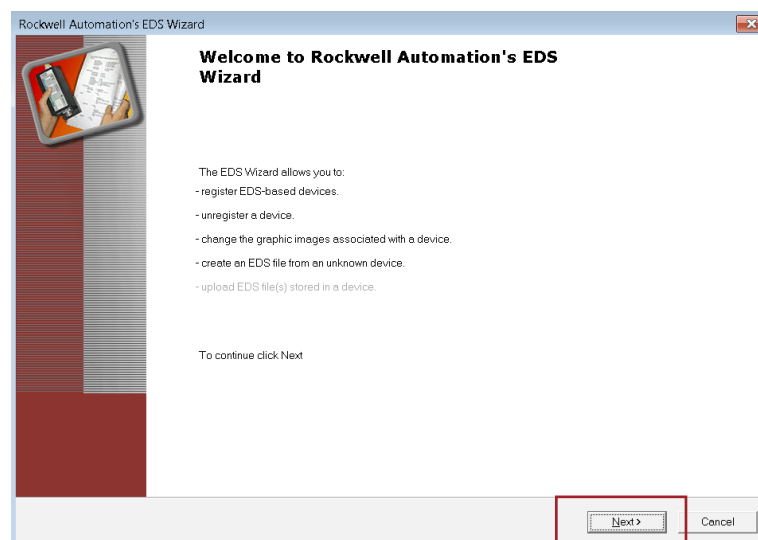 Rockwell Automation's EDS Wizard
Welcome to Rockwell Automation's EDS
Wizard
The EDS Wizard allows you to:
- register EDS-based devices.
- unregister a device.
- change the graphic images associated with a device.
- create an EDS file from an unknown device.
- upload EDS file(s) stored in a device.
To continue click Next
Next >
Cancel